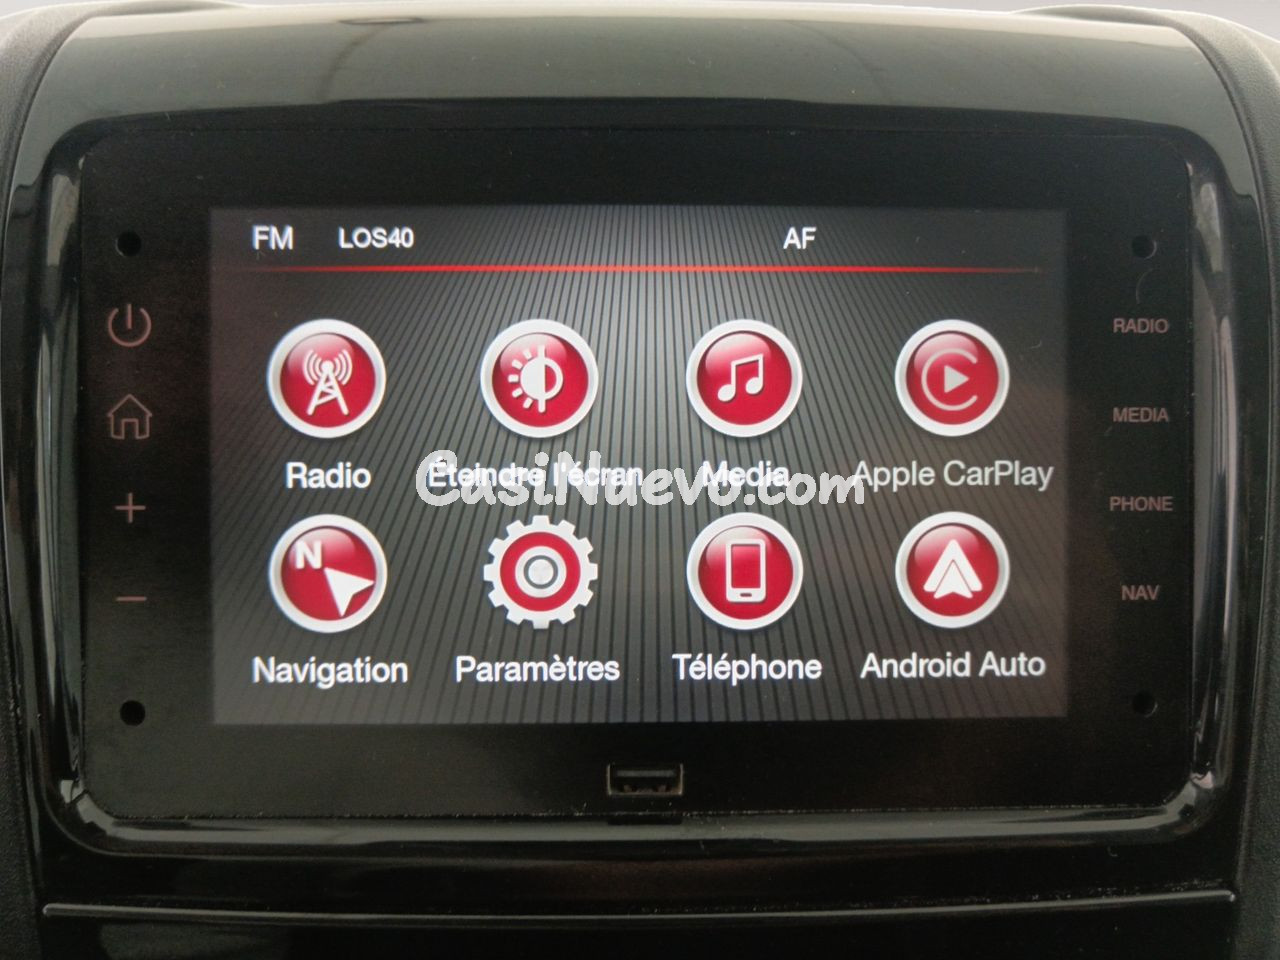 FM LOS40 AF
RADIO
MEDIA
Radio Éteindre l'écran Media Apple CarPlay
CasiNuevo.com
PHONE
N
NAV
Navigation Paramètres Téléphone Android Auto